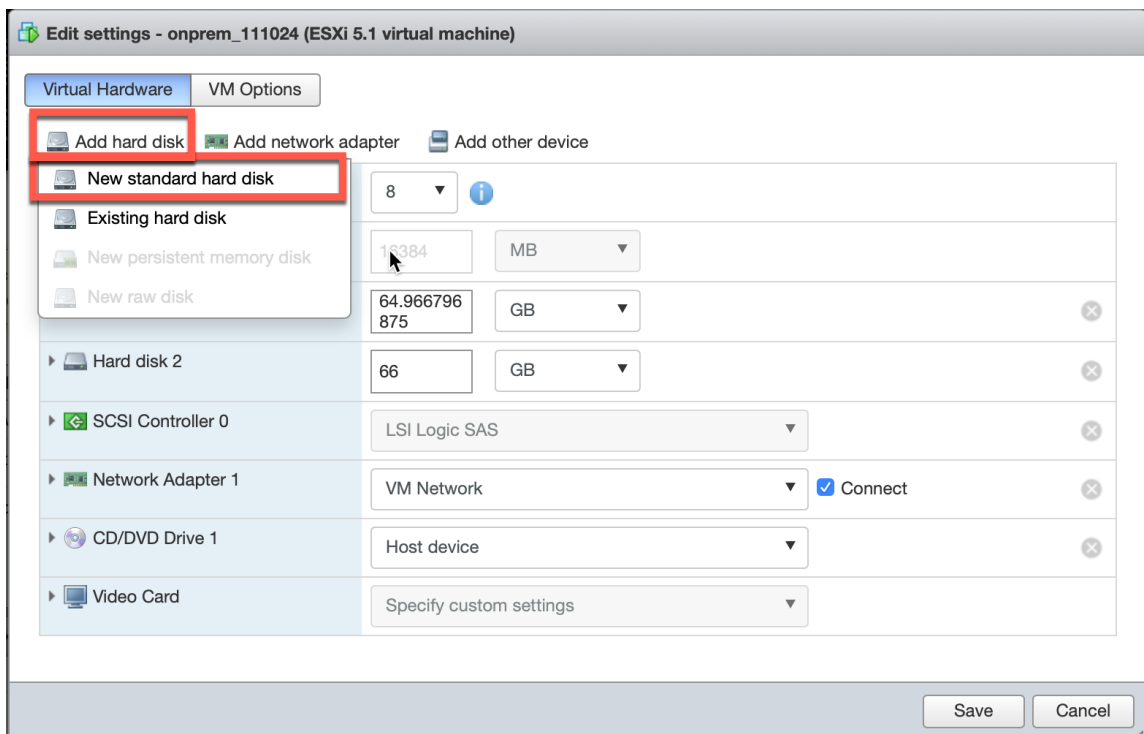 Edit settings - onprem_111024 (ESXi 5.1 virtual machine)
Virtual Hardware VM Options
Add hard disk Add network adapter Add other device
New standard hard disk
8
Existing hard disk
New persistent memory disk
16384 MB
New raw disk
64.966796
875
GB
Hard disk 2
66 GB
SCSI Controller 0
LSI Logic SAS
Network Adapter 1
VM Network Connect
CD/DVD Drive 1
Host device
Video Card
Specify custom settings
Save Cancel